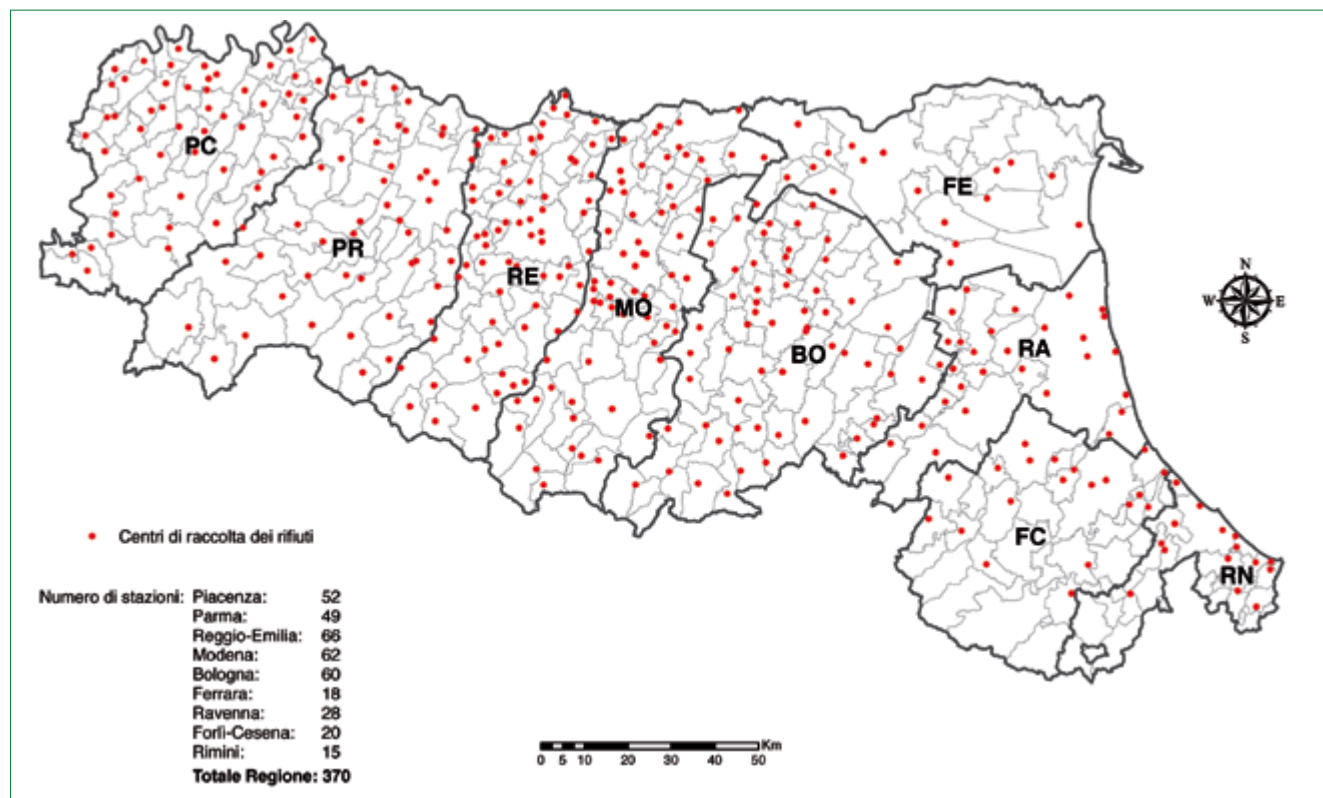 PC
FE
PR
RE
MO
BO
RA
FC
RN
N
W E
S
Centri di raccolta dei rifiuti
Numero di stazioni: Piacenza: 52
Parma: 49
Reggio-Emilia: 66
Modena: 62
Bologna: 60
Ferrara: 18
Ravenna: 28
Forlì-Cesena: 20
Rimini: 15
Totale Regione: 370
Km
0 5 10 20 30 40 50